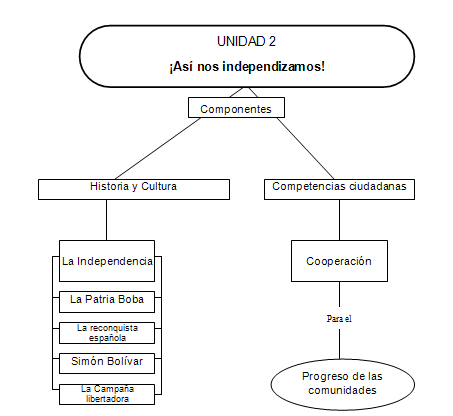 UNIDAD 2
¡Así nos independizamos!
Componentes
Historia y Cultura
Competencias ciudadanas
La Independencia
Cooperación
La Patria Boba
Para el
La reconquista
española
Simón Bolívar
La Campaña
libertadora
Progreso de las
comunidades